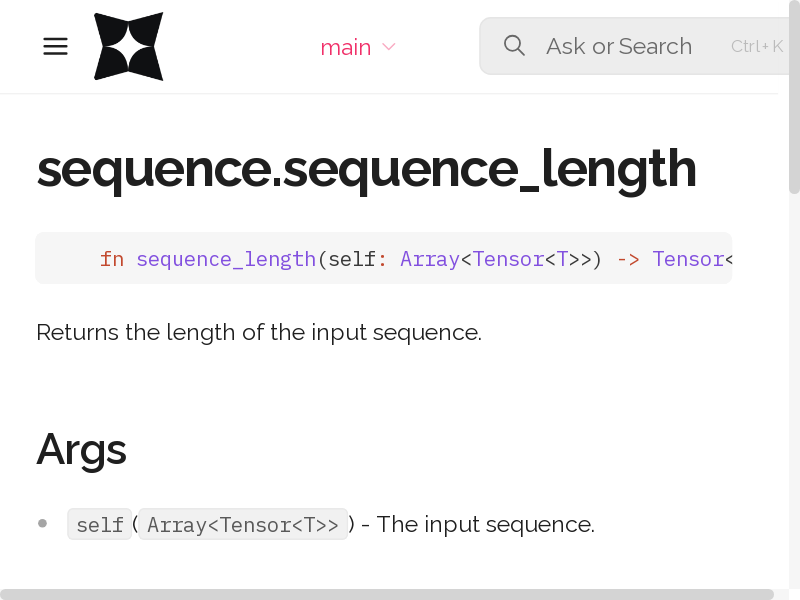 main
Ask or Search
Ctrl+K
sequence.sequence_length
fn sequence_length(self: Array<Tensor<T>>) -> Tensor<
Returns the length of the input sequence.
Args
self (Array<Tensor<T>>) - The input sequence.